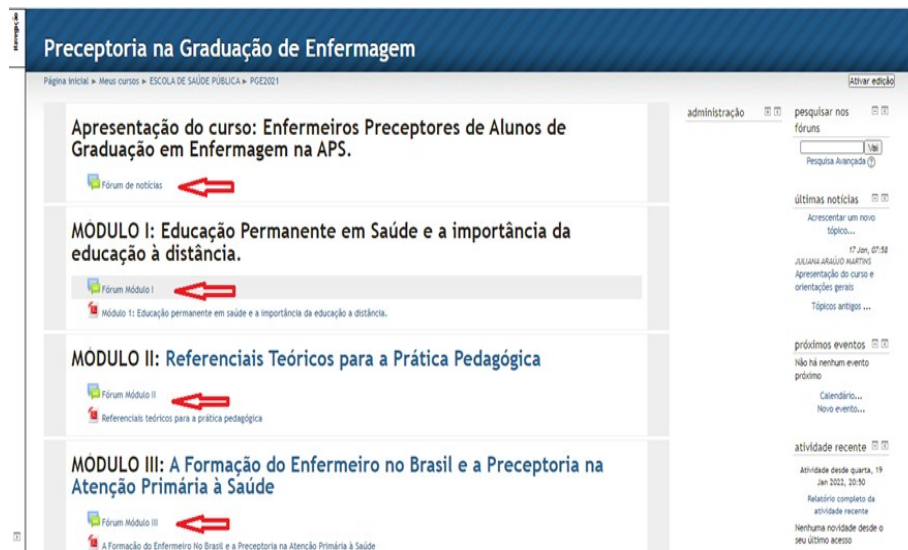 Navegação
Preceptoria na Graduação de Enfermagem
Página inicial ► Meus cursos ► ESCOLA DE SAÚDE PÚBLICA ► PGE2021
Ativar edição
Apresentação do curso: Enfermeiros Preceptores de Alunos de
Graduação em Enfermagem na APS.
Fórum de notícias
MÓDULO I: Educação Permanente em Saúde e a importância da
educação à distância.
Fórum Módulo I
Módulo 1: Educação permanente em saúde e a importância da educação a distância.
MÓDULO II: Referenciais Teóricos para a Prática Pedagógica
Fórum Módulo II
Referenciais teóricos para a prática pedagógica
MÓDULO III: A Formação do Enfermeiro no Brasil e a Preceptoria na
Atenção Primária à Saúde
Fórum Módulo III
A Formação do Enfermeiro No Brasil e a Preceptoria na Atenção Primária à Saúde
administração
pesquisar nos
fóruns
Vai
Pesquisa Avançada
últimas notícias
Acrescentar um novo
tópico...
17 Jan, 07:58
JULIANA ARAÚJO MARTINS
Apresentação do curso e
orientações gerais
Tópicos antigos ...
próximos eventos
Não há nenhum evento
próximo
Calendário...
Novo evento...
atividade recente
Atividade desde quarta, 19
Jan 2022, 20:50
Relatório completo da
atividade recente
Nenhuma novidade desde o
seu último acesso